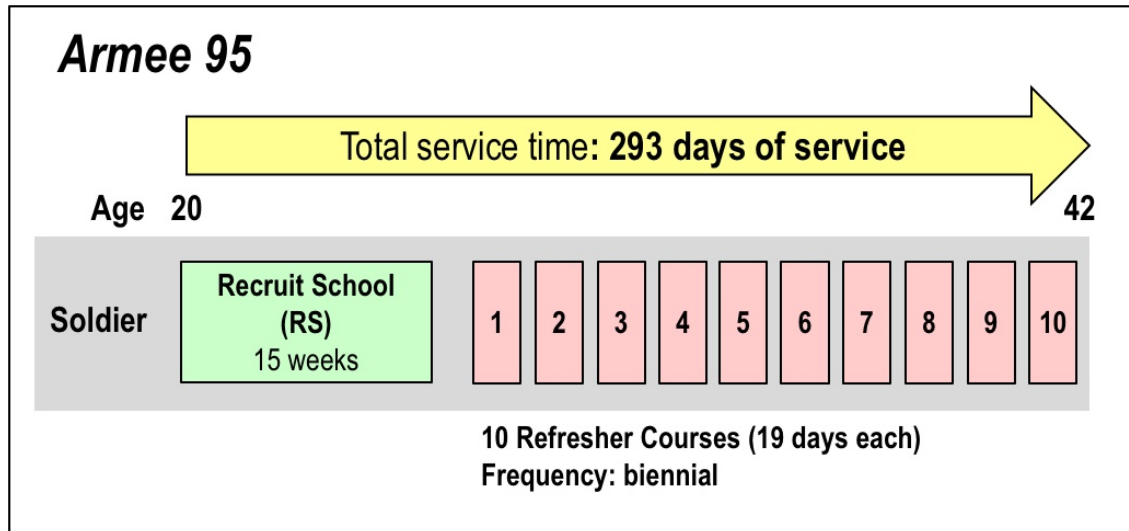 Armee 95
Total service time: 293 days of service
Age 20 42
Recruit School
(RS)
15 weeks
Soldier
1 2 3 4 5 6 7 8 9 10
10 Refresher Courses (19 days each)
Frequency: biennial